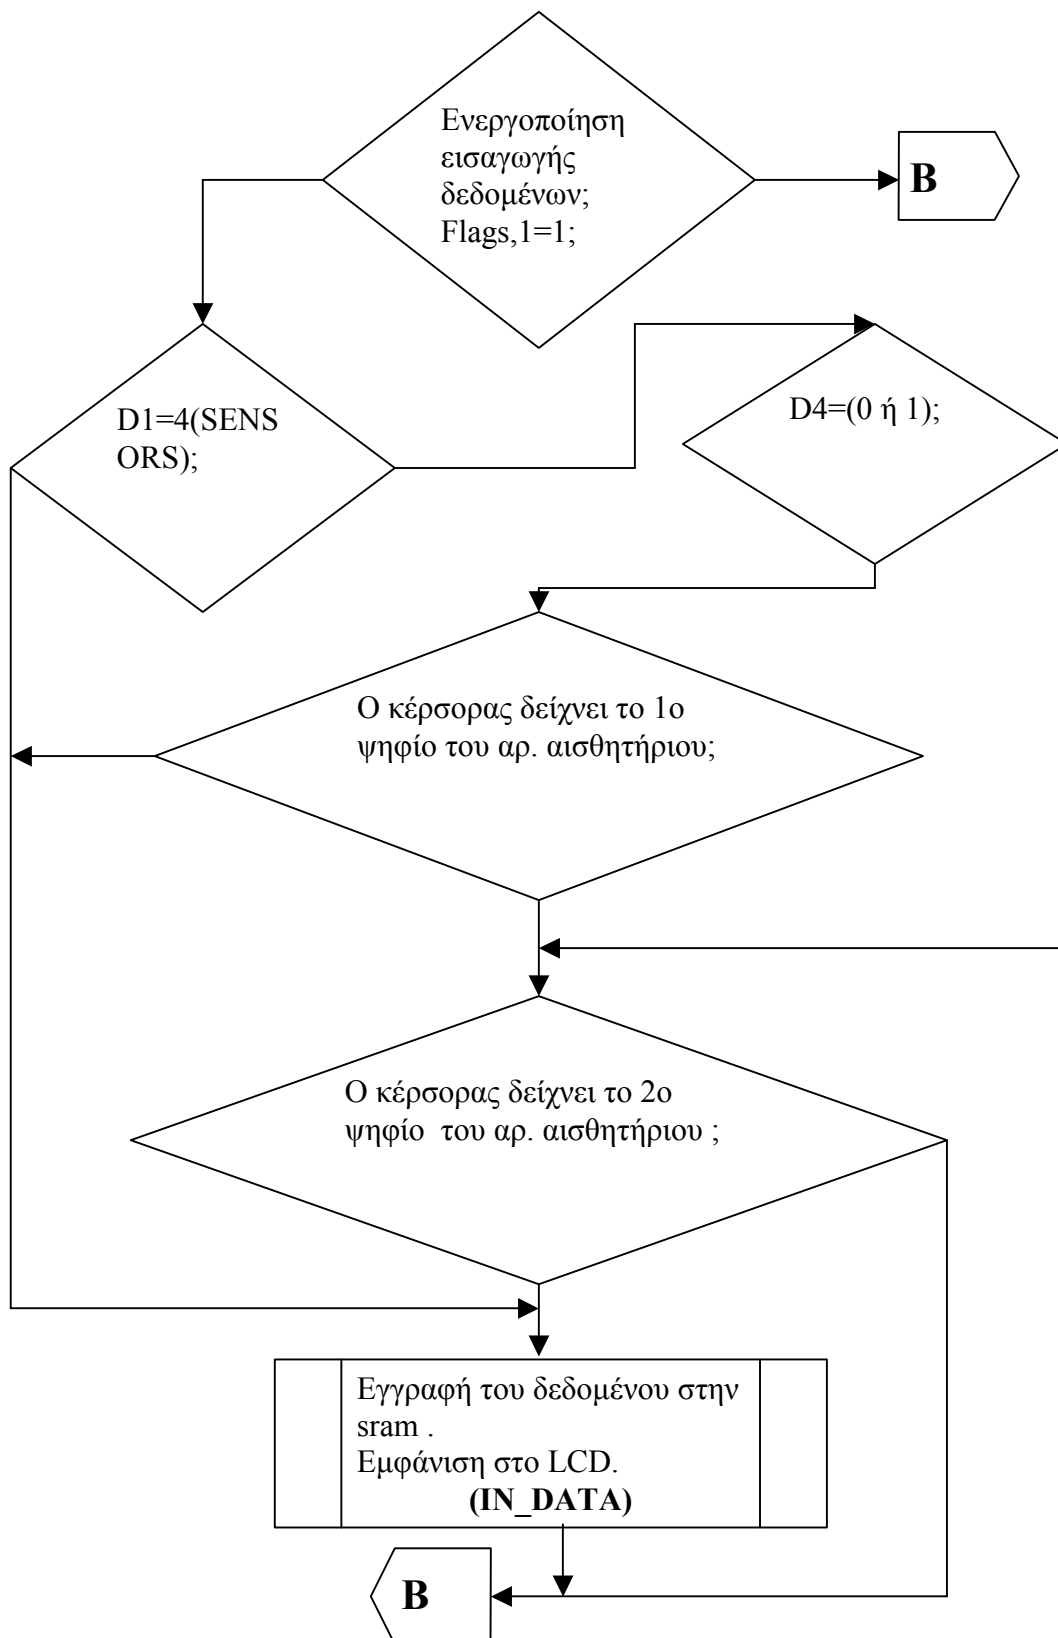 Ενεργοποίηση
εισαγωγής
δεδομένων;
Flags,1=1;
B
D1=4(SENS
ORS);
D4=(0 ή 1);
Ο κέρσορας δείχνει το 1ο
ψηφίο του αρ. αισθητήριου;
Ο κέρσορας δείχνει το 2ο
ψηφίο  του αρ. αισθητήριου ;
Εγγραφή του δεδομένου στην
sram .
Εμφάνιση στο LCD.
(IN_DATA)
B